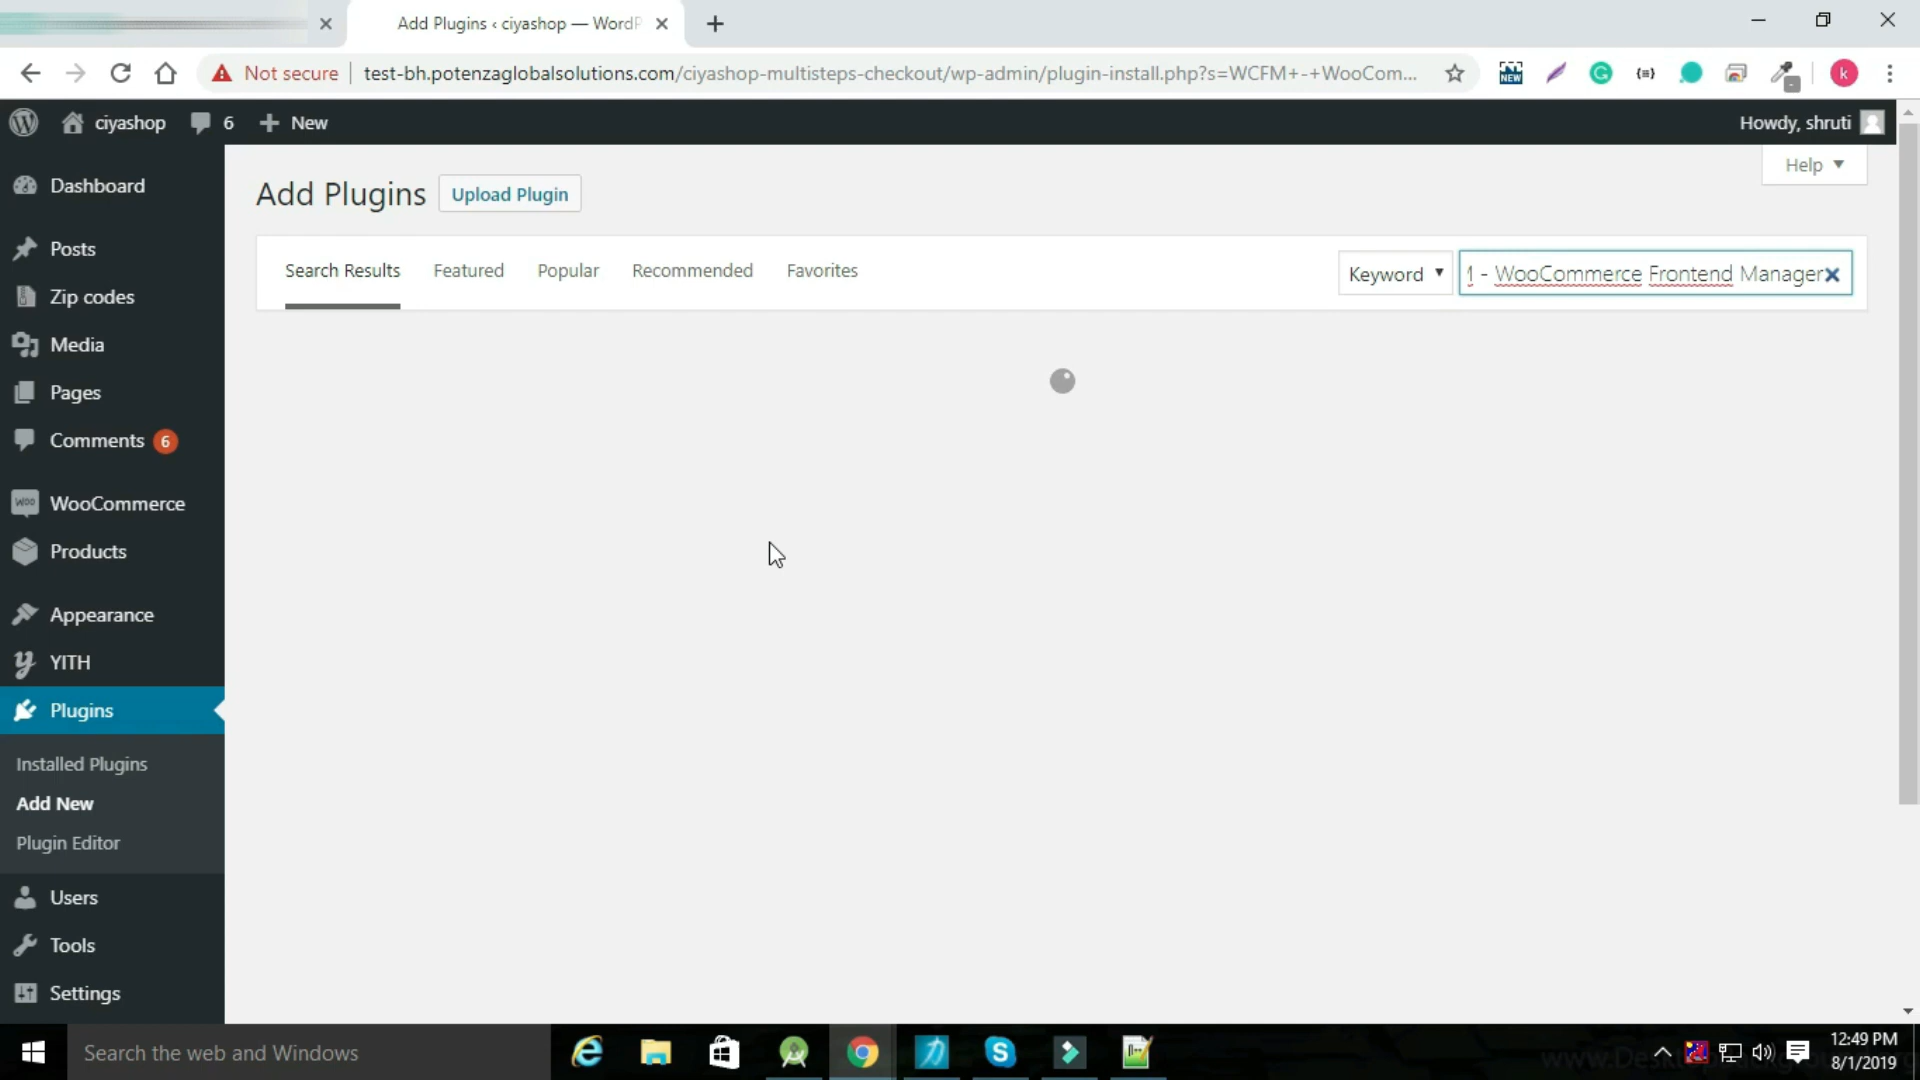 Add Plugins ‹ ciyashop — WordP
Not secure
test-bh.potenzaglobalsolutions.com/ciyashop-multisteps-checkout/wp-admin/plugin-install.php?s=WCFM+-+WooCom...
NEW
k
ciyashop
6
New
Howdy, shruti
Help
Dashboard
Add Plugins
Upload Plugin
Posts
Search Results
Featured
Popular
Recommended
Favorites
Keyword
- WooCommerce Frontend Manager
Zip codes
Media
Pages
Comments 6
WooCommerce
Products
Appearance
YITH
Plugins
Installed Plugins
Add New
Plugin Editor
Users
Tools
Settings
Search the web and Windows
12:49 PM
8/1/2019